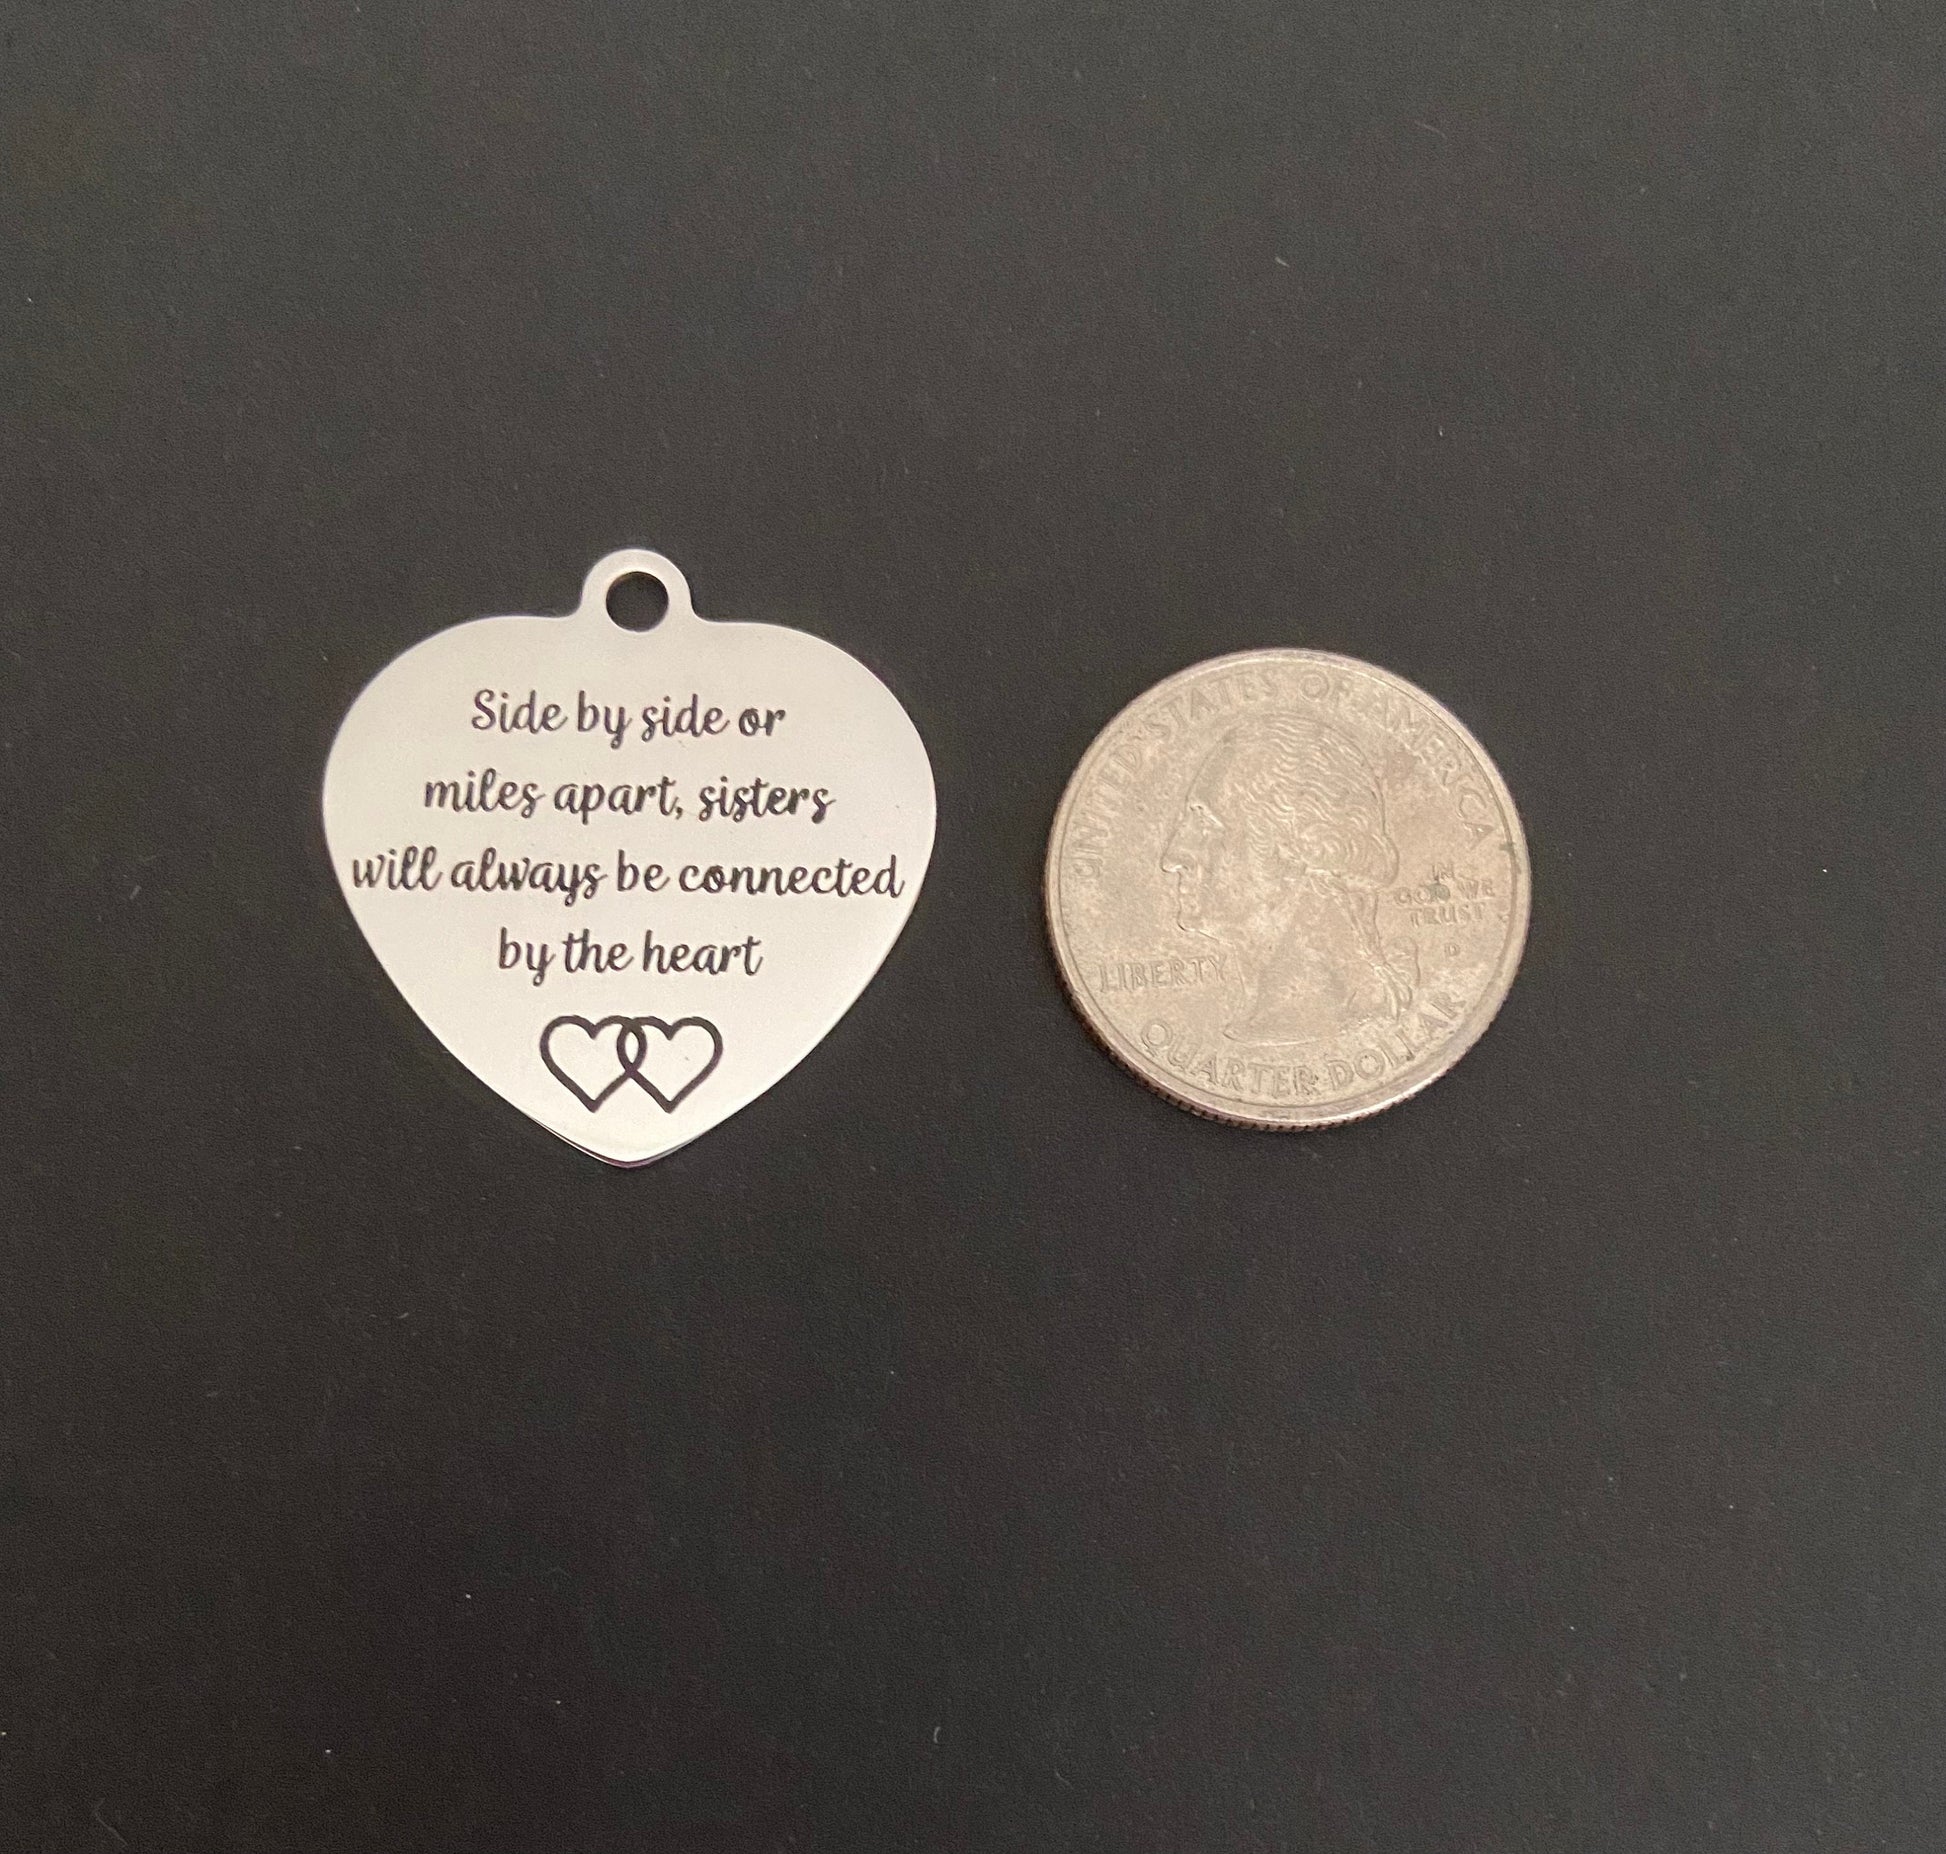 Side by side or
miles apart, sisters
will always be connected
by the heart
UNITED STATES OF AMERICA
IN
GOD WE
TRUST
D
LIBERTY
QUARTER DOLLAR